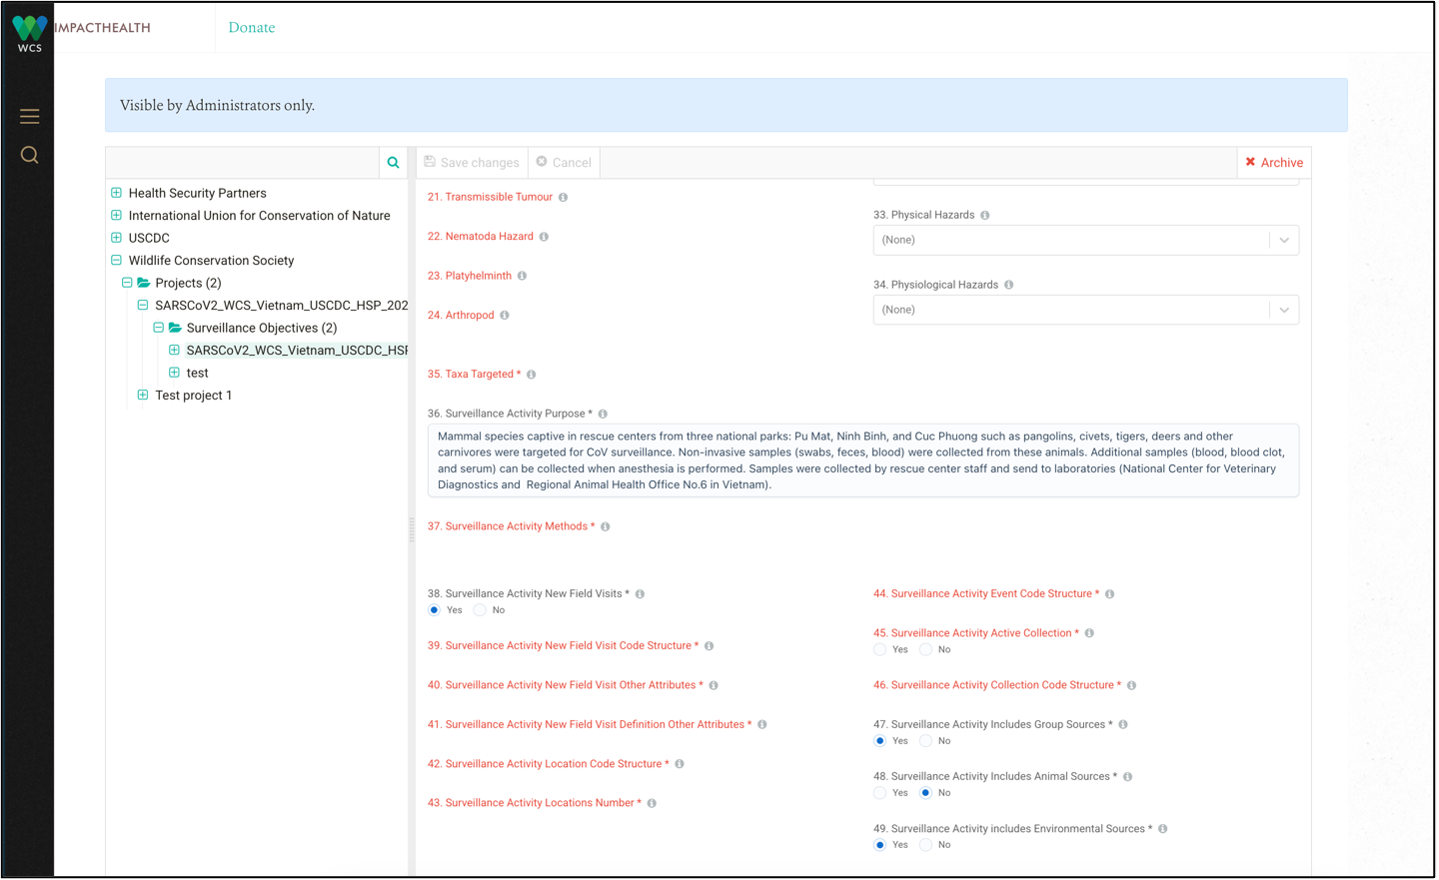 WCS
IMPACTHEALTH
Donate
Visible by Administrators only.
Health Security Partners
International Union for Conservation of Nature
USCDC
Wildlife Conservation Society
Projects (2)
SARSCoV2_WCS_Vietnam_USCDC_HSP_202
Surveillance Objectives (2)
SARSCoV2_WCS_Vietnam_USCDC_HSP
test
Test project 1
Save changes
Cancel
Archive
21. Transmissible Tumour
22. Nematoda Hazard
23. Platyhelminth
24. Arthropod
33. Physical Hazards
(None)
34. Physiological Hazards
(None)
35. Taxa Targeted *
36. Surveillance Activity Purpose *
Mammal species captive in rescue centers from three national parks: Pu Mat, Ninh Binh, and Cuc Phuong such as pangolins, civets, tigers, deers and other
carnivores were targeted for CoV surveillance. Non-invasive samples (swabs, feces, blood) were collected from these animals. Additional samples (blood, blood clot,
and serum) can be collected when anesthesia is performed. Samples were collected by rescue center staff and send to laboratories (National Center for Veterinary
Diagnostics and Regional Animal Health Office No.6 in Vietnam).
37. Surveillance Activity Methods *
38. Surveillance Activity New Field Visits *
Yes No
39. Surveillance Activity New Field Visit Code Structure *
40. Surveillance Activity New Field Visit Other Attributes *
41. Surveillance Activity New Field Visit Definition Other Attributes *
42. Surveillance Activity Location Code Structure *
43. Surveillance Activity Locations Number *
44. Surveillance Activity Event Code Structure *
45. Surveillance Activity Active Collection *
Yes No
46. Surveillance Activity Collection Code Structure *
47. Surveillance Activity Includes Group Sources *
Yes No
48. Surveillance Activity Includes Animal Sources *
Yes No
49. Surveillance Activity includes Environmental Sources *
Yes No